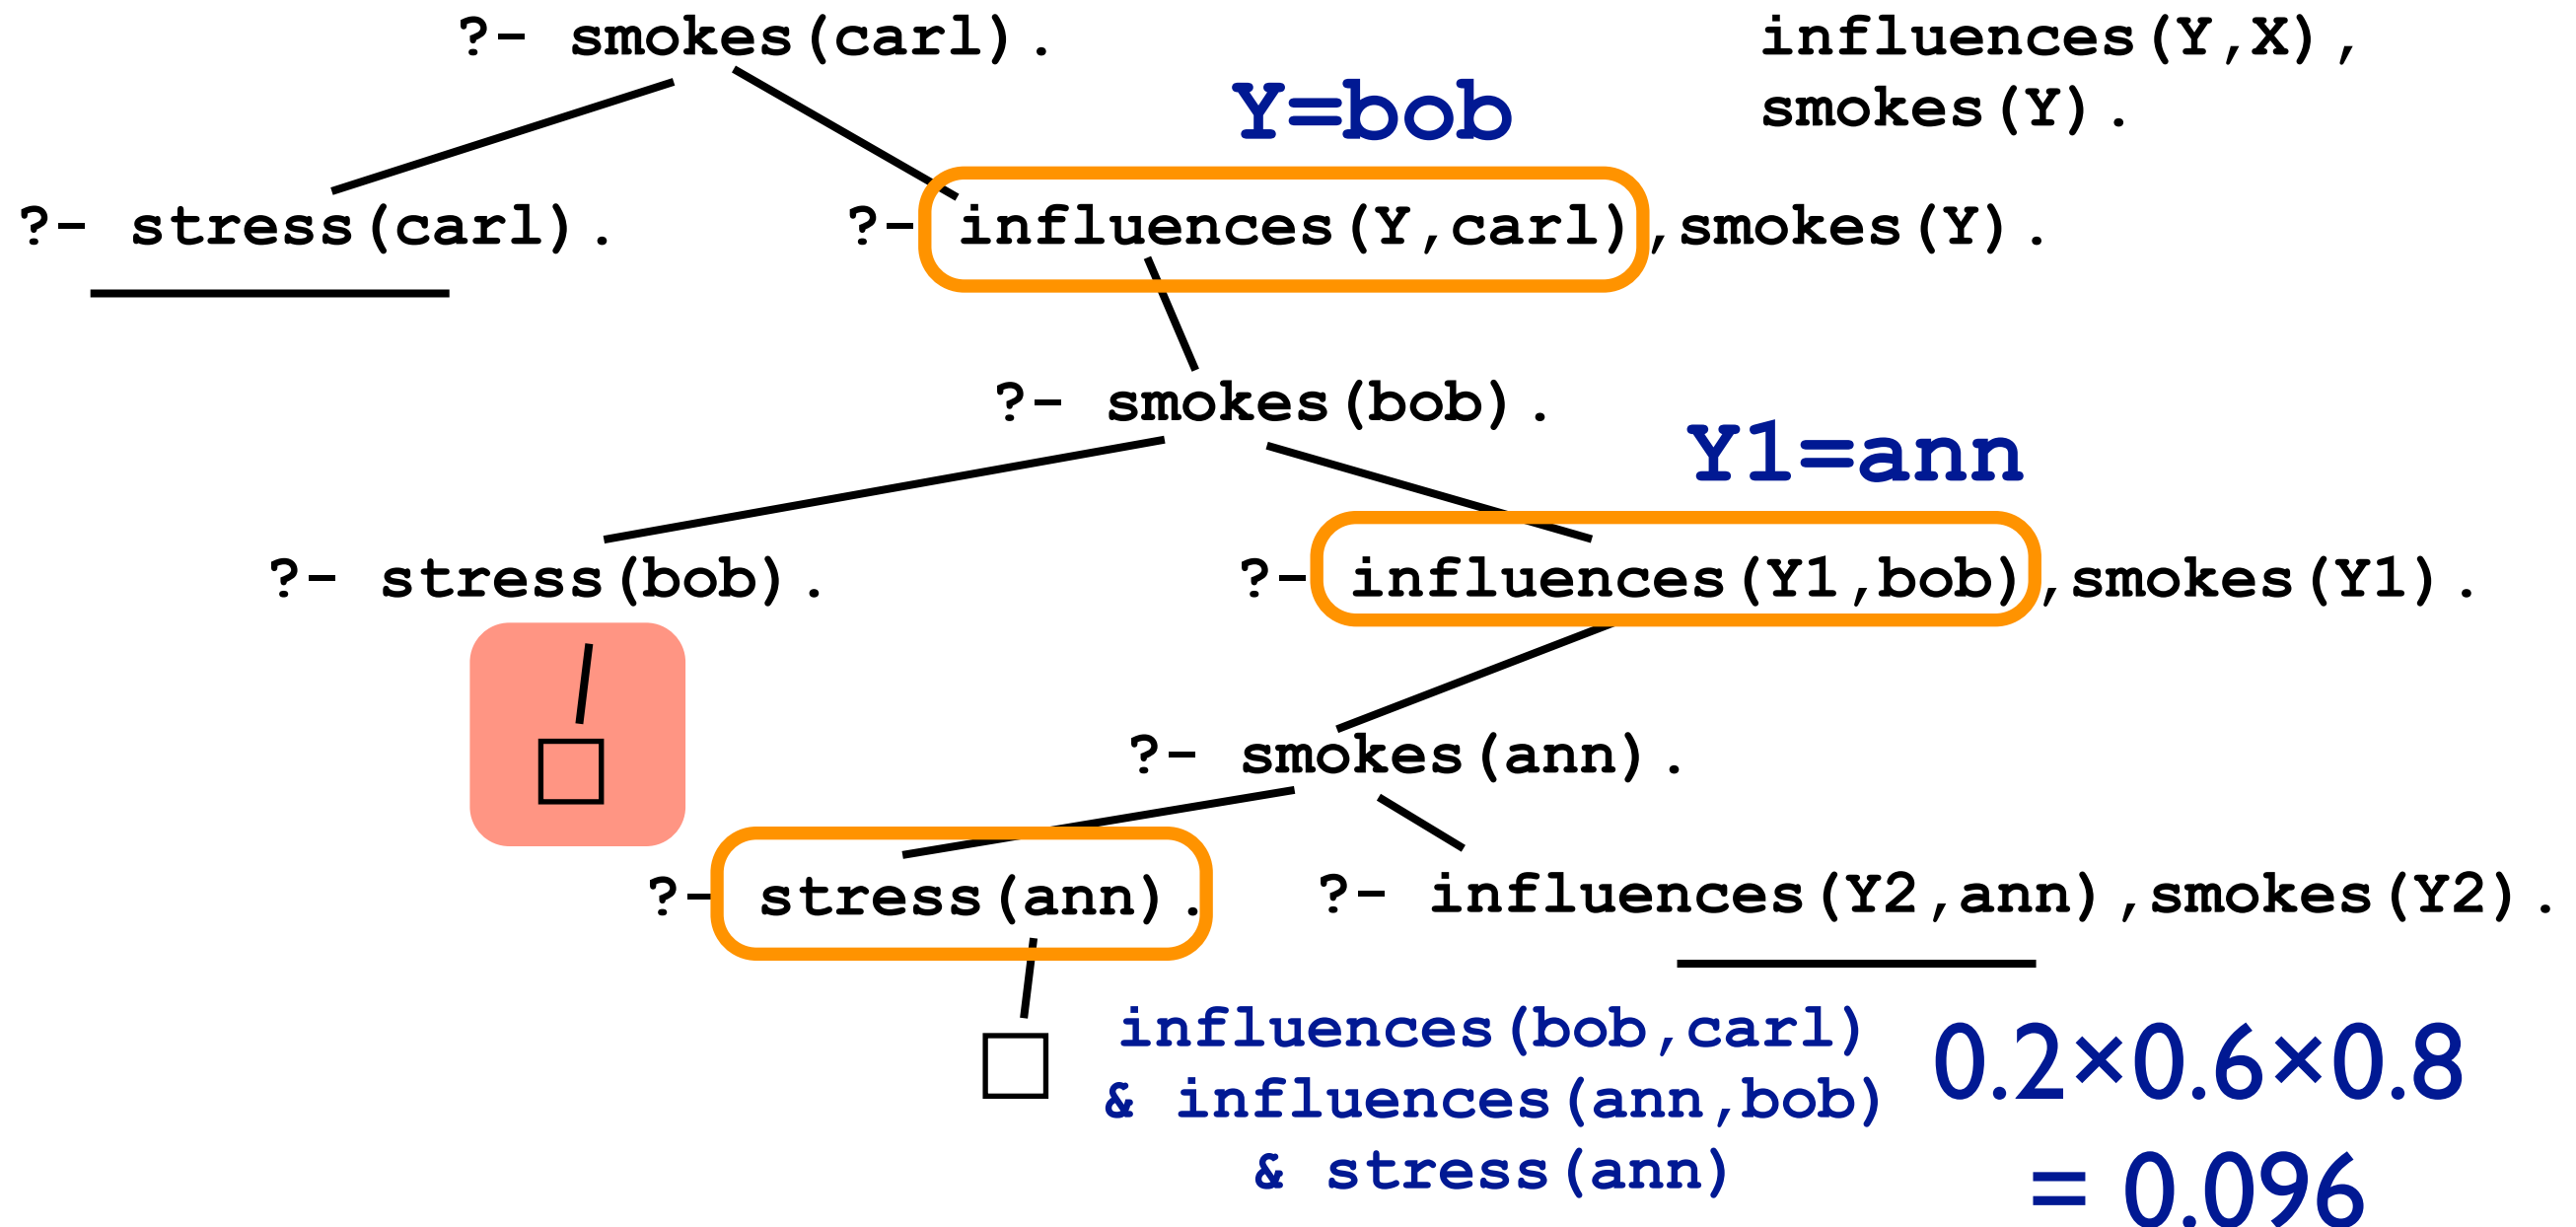 ?- smokes(carl).
influences(Y,X),
smokes(Y).
Y=bob
?- stress(carl).
?- influences(Y,carl),smokes(Y).
?- smokes(bob).
Y1=ann
?- stress(bob).
?- influences(Y1,bob),smokes(Y1).
?- smokes(ann).
?- stress(ann).
?- influences(Y2,ann),smokes(Y2).
influences(bob,carl)
& influences(ann,bob)
& stress(ann)
0.2×0.6×0.8
= 0.096